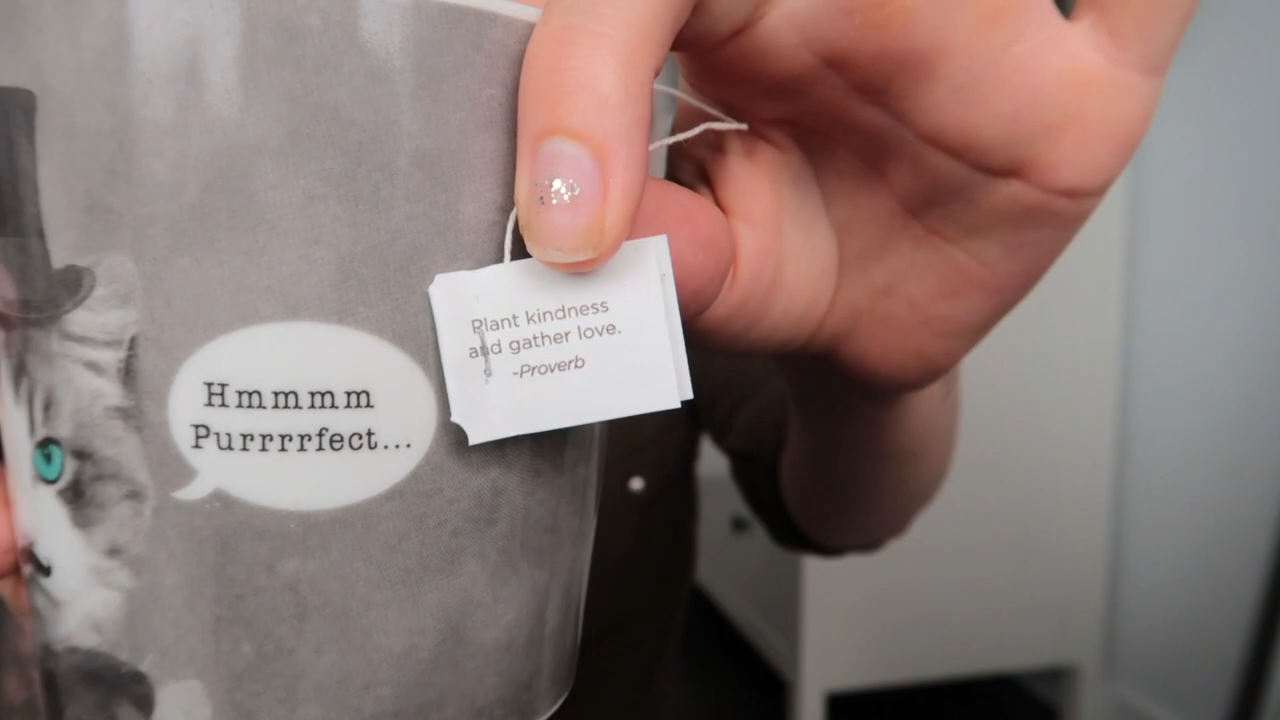 Hmmmm
Purrrrfect...
Plant kindness
and gather love.
-Proverb